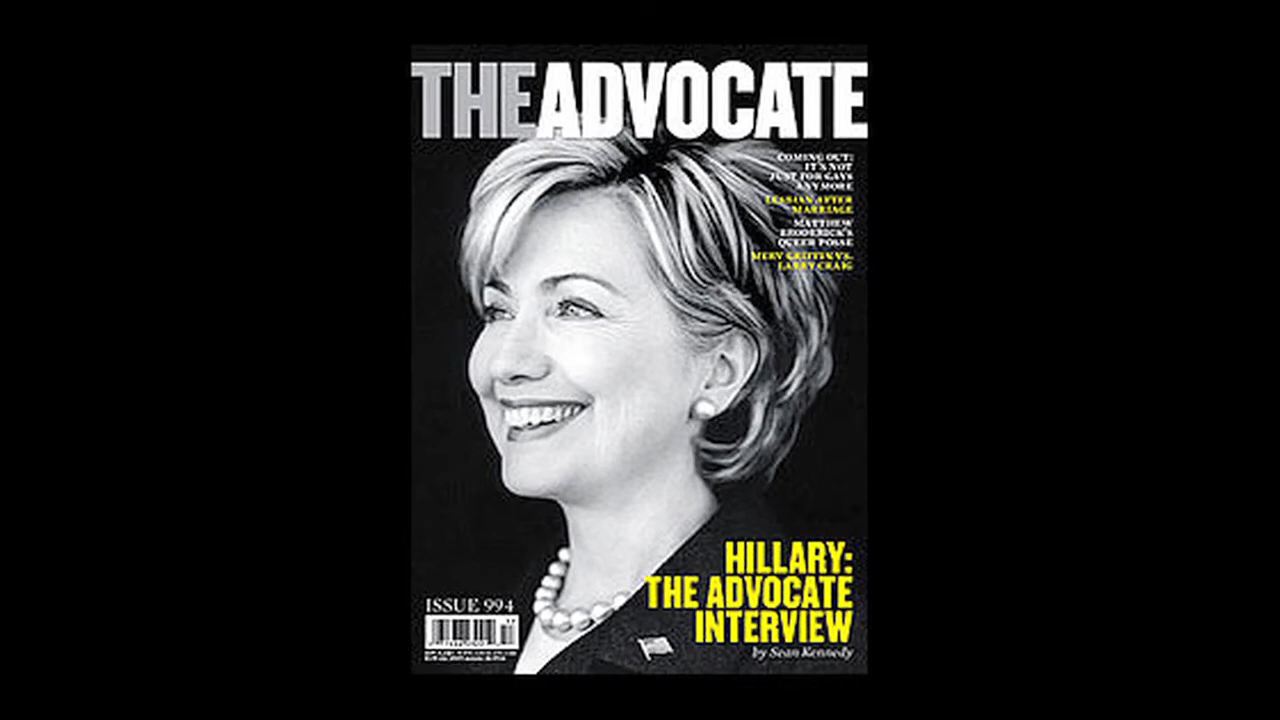 THE ADVOCATE
COMING OUT:
IT'S NOT
JUST FOR GAYS
ANYMORE
LESBIAN AFTER
MARRIAGE
MATTHEW
BRODERICK'S
QUEER POSSE
MERV GRIFFIN VS.
LARRY CRAIG
HILLARY:
THE ADVOCATE
INTERVIEW
by Sean Kennedy
ISSUE 994